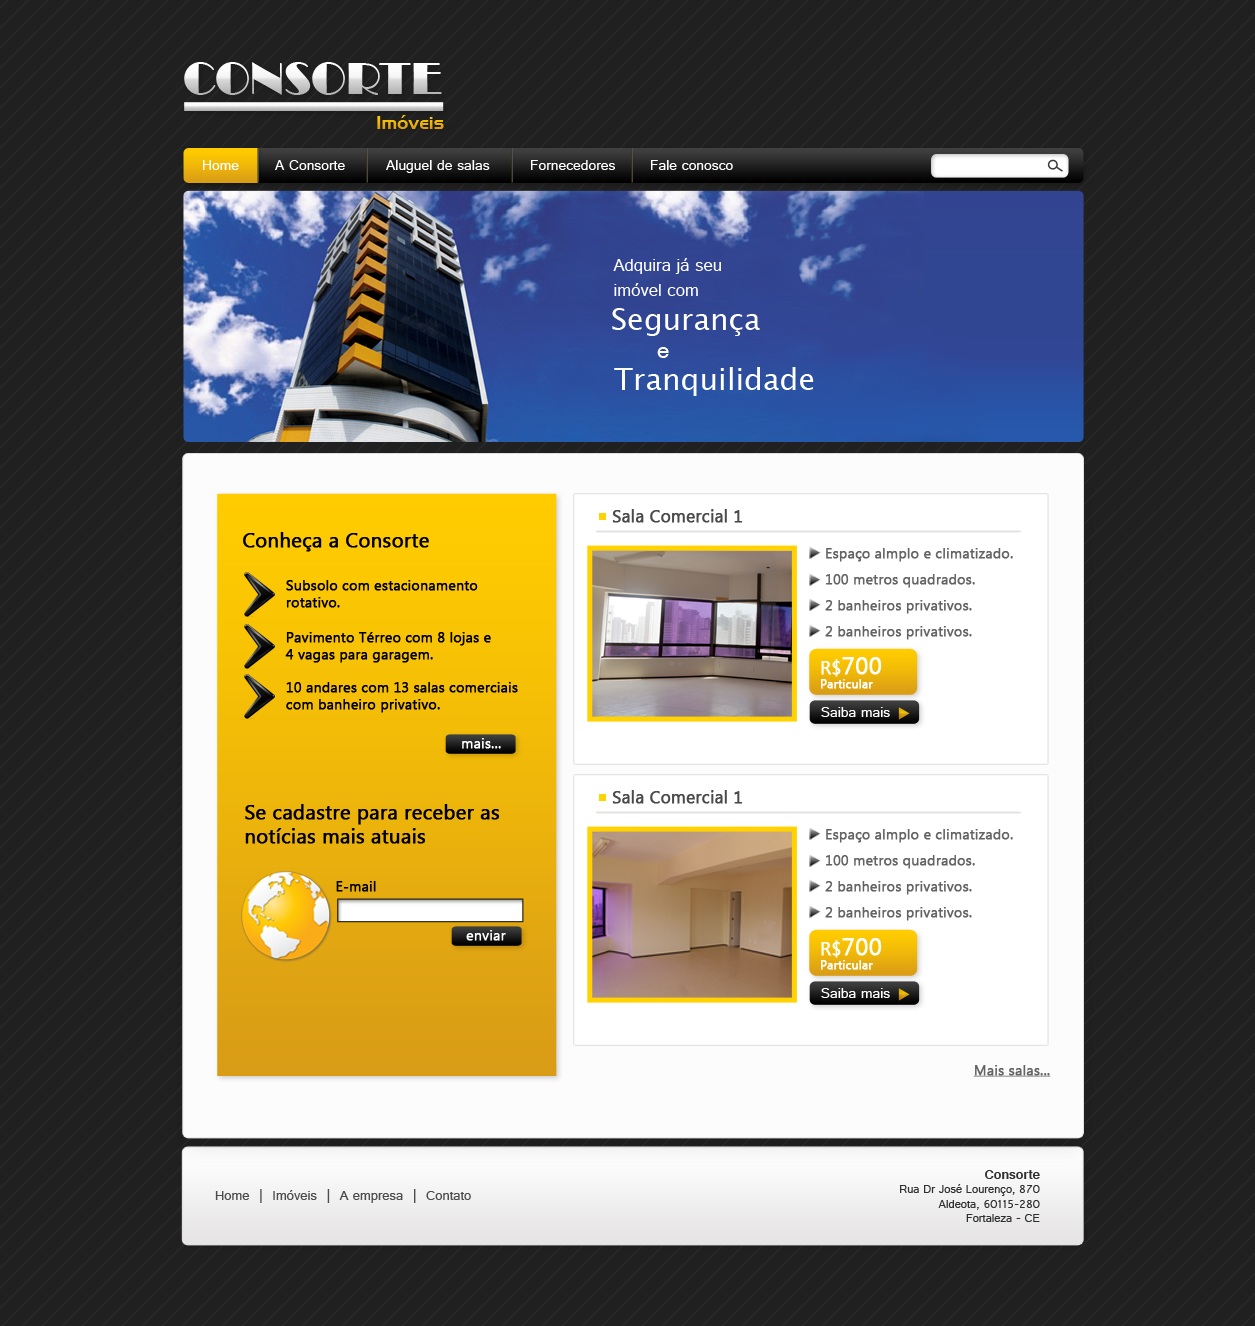 CONSORTE
Imóveis
Home
A Consorte
Aluguel de salas
Fornecedores
Fale conosco
Adquira já seu
imóvel com
Segurança
e
Tranquilidade
Conheça a Consorte
Subsolo com estacionamento
rotativo.
Pavimento Térreo com 8 lojas e
4 vagas para garagem.
10 andares com 13 salas comerciais
com banheiro privativo.
mais...
Se cadastre para receber as
notícias mais atuais
E-mail
enviar
Sala Comercial 1
Espaço almplo e climatizado.
100 metros quadrados.
2 banheiros privativos.
2 banheiros privativos.
R$700
Particular
Saiba mais
Sala Comercial 1
Espaço almplo e climatizado.
100 metros quadrados.
2 banheiros privativos.
2 banheiros privativos.
R$700
Particular
Saiba mais
Mais salas...
Home | Imóveis | A empresa | Contato
Consorte
Rua Dr José Lourenço, 870
Aldeota, 60115-280
Fortaleza - CE